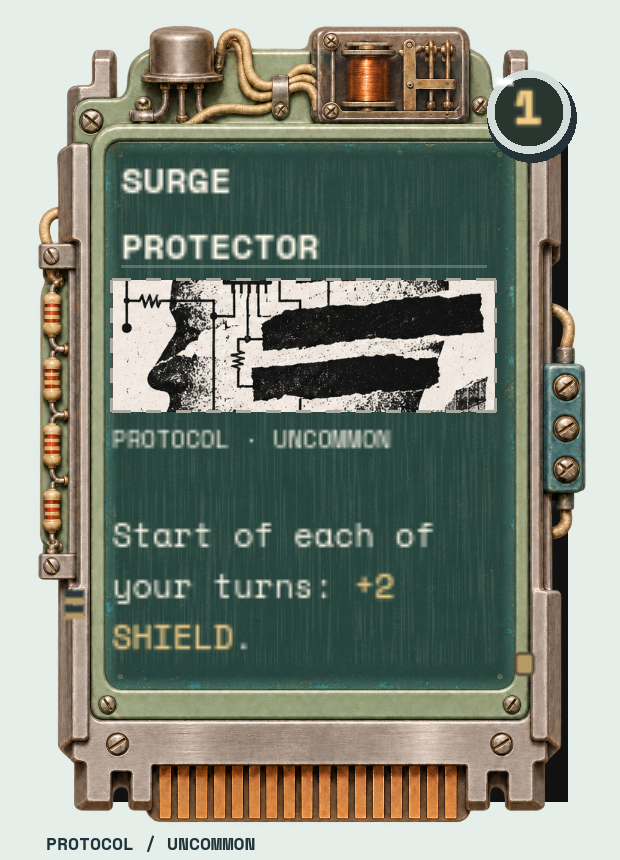 1
SURGE
PROTECTOR
PROTOCOL · UNCOMMON
Start of each of
your turns: +2
SHIELD.
PROTOCOL / UNCOMMON